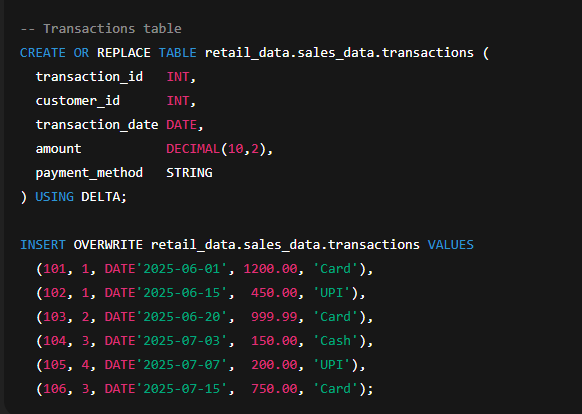 -- Transactions table
CREATE OR REPLACE TABLE retail_data.sales_data.transactions (
  transaction_id   INT,
  customer_id      INT,
  transaction_date DATE,
  amount           DECIMAL(10,2),
  payment_method   STRING
) USING DELTA;

INSERT OVERWRITE retail_data.sales_data.transactions VALUES
  (101, 1, DATE'2025-06-01', 1200.00, 'Card'),
  (102, 1, DATE'2025-06-15',  450.00, 'UPI'),
  (103, 2, DATE'2025-06-20',  999.99, 'Card'),
  (104, 3, DATE'2025-07-03',  150.00, 'Cash'),
  (105, 4, DATE'2025-07-07',  200.00, 'UPI'),
  (106, 3, DATE'2025-07-15',  750.00, 'Card');